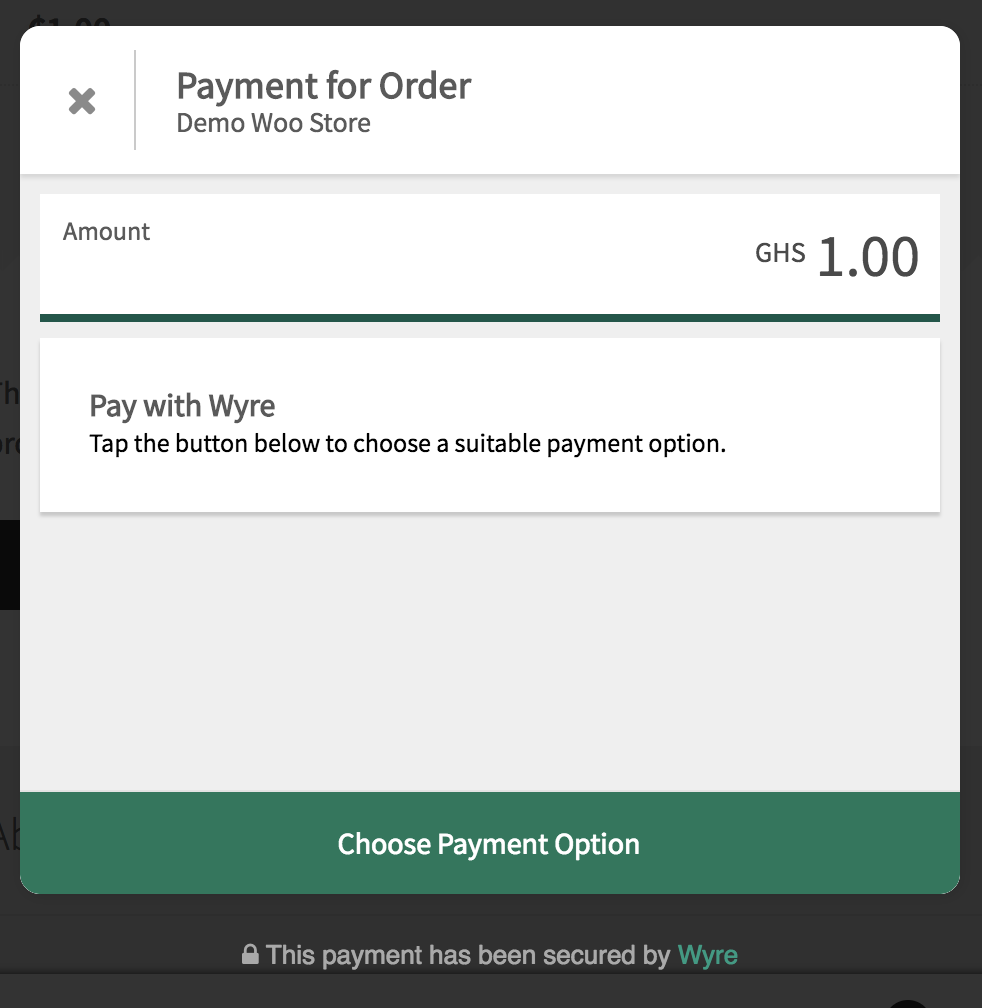 Payment for Order
Demo Woo Store
Amount
GHS 1.00
Pay with Wyre
Tap the button below to choose a suitable payment option.
Choose Payment Option
This payment has been secured by Wyre